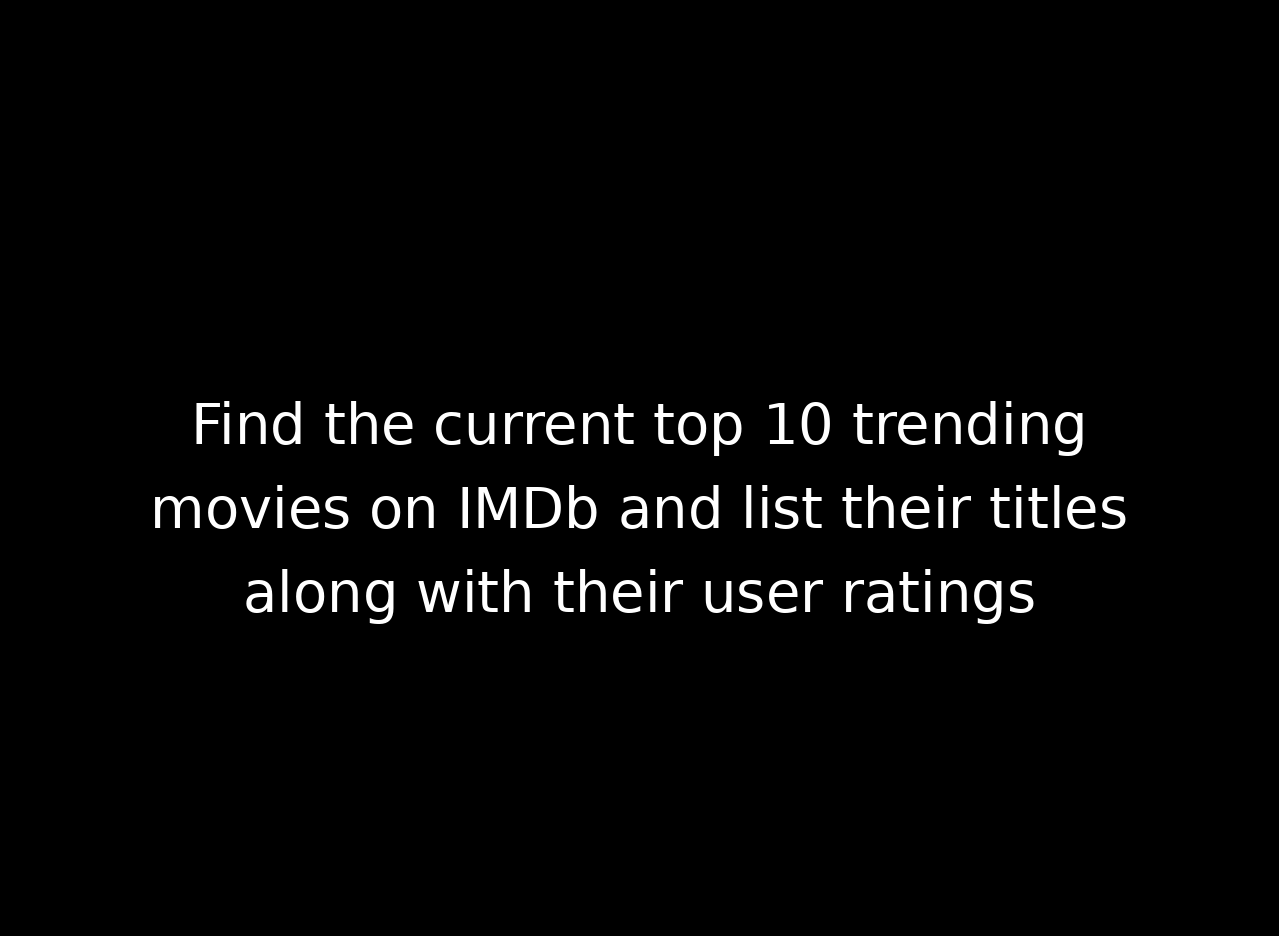 Find the current top 10 trending
movies on IMDb and list their titles
along with their user ratings